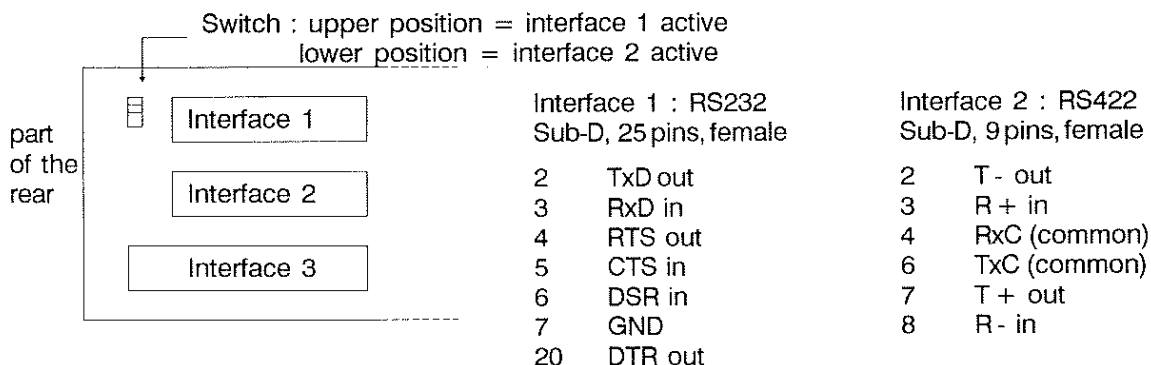 Switch : upper position = interface 1 active
lower position = interface 2 active
part
of the
rear
Interface 1
Interface 2
Interface 3
Interface 1 : RS232
Sub-D, 25 pins, female
2 TxD out
3 RxD in
4 RTS out
5 CTS in
6 DSR in
7 GND
20 DTR out
Interface 2 : RS422
Sub-D, 9 pins, female
2 T - out
3 R + in
4 RxC (common)
6 TxC (common)
7 T + out
8 R - in